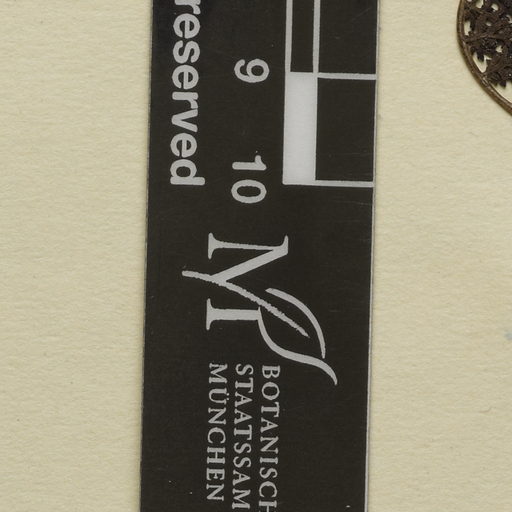 reserved
9 10
M
BOTANISCH
STAATSSAM
MÜNCHEN